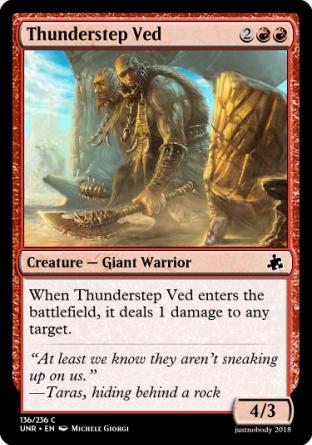 Thunderstep Ved 2
Creature — Giant Warrior
When Thunderstep Ved enters the
battlefield, it deals 1 damage to any
target.
“At least we know they aren't sneaking
up on us.”
—Taras, hiding behind a rock
4/3
136/236 C
UNR • EN Michele Giorgi
justnobody 2018